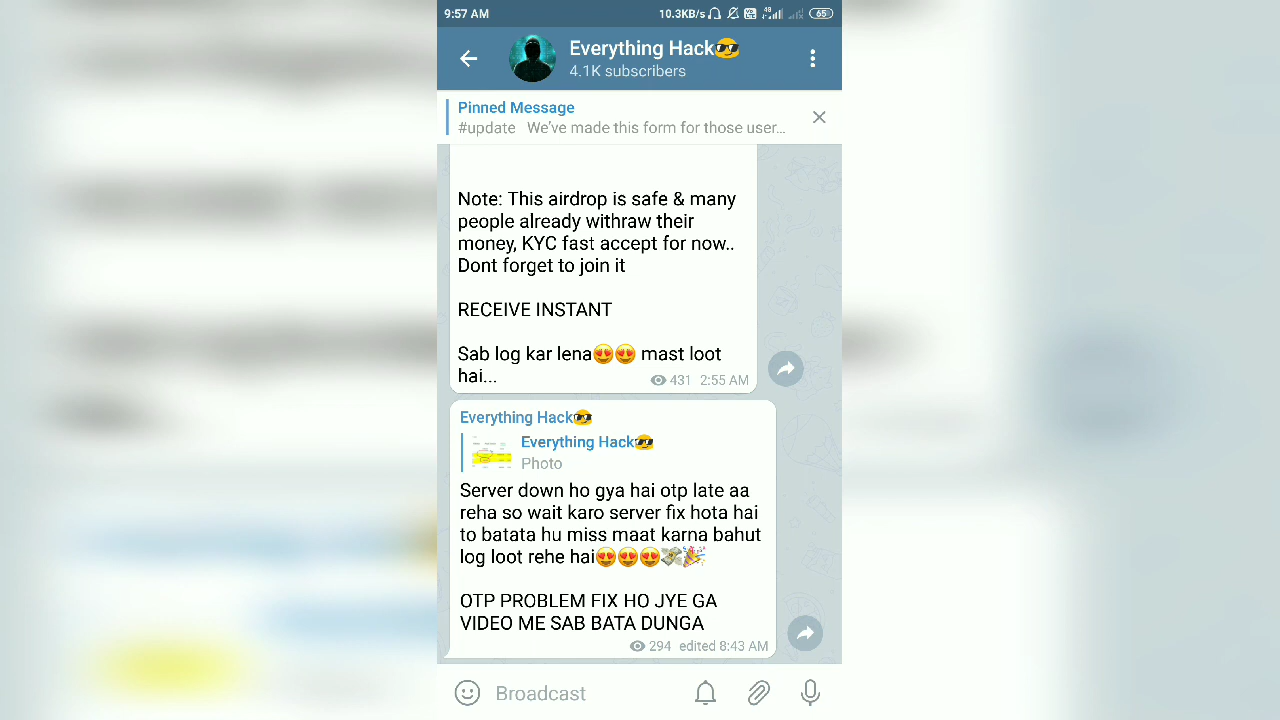 9:57 AM
10.3KB/s
4G
65
Everything Hack😎
4.1K subscribers
Pinned Message
#update We've made this form for those user...
Note: This airdrop is safe & many
people already withraw their
money, KYC fast accept for now..
Dont forget to join it
RECEIVE INSTANT
Sab log kar lena😍😍 mast loot
hai...
431 2:55 AM
Everything Hack😎
Everything Hack😎
Photo
Server down ho gya hai otp late aa
reha so wait karo server fix hota hai
to batata hu miss maat karna bahut
log loot rehe hai😍😍😍💸🎉
OTP PROBLEM FIX HO JYE GA
VIDEO ME SAB BATA DUNGA
294 edited 8:43 AM
Broadcast